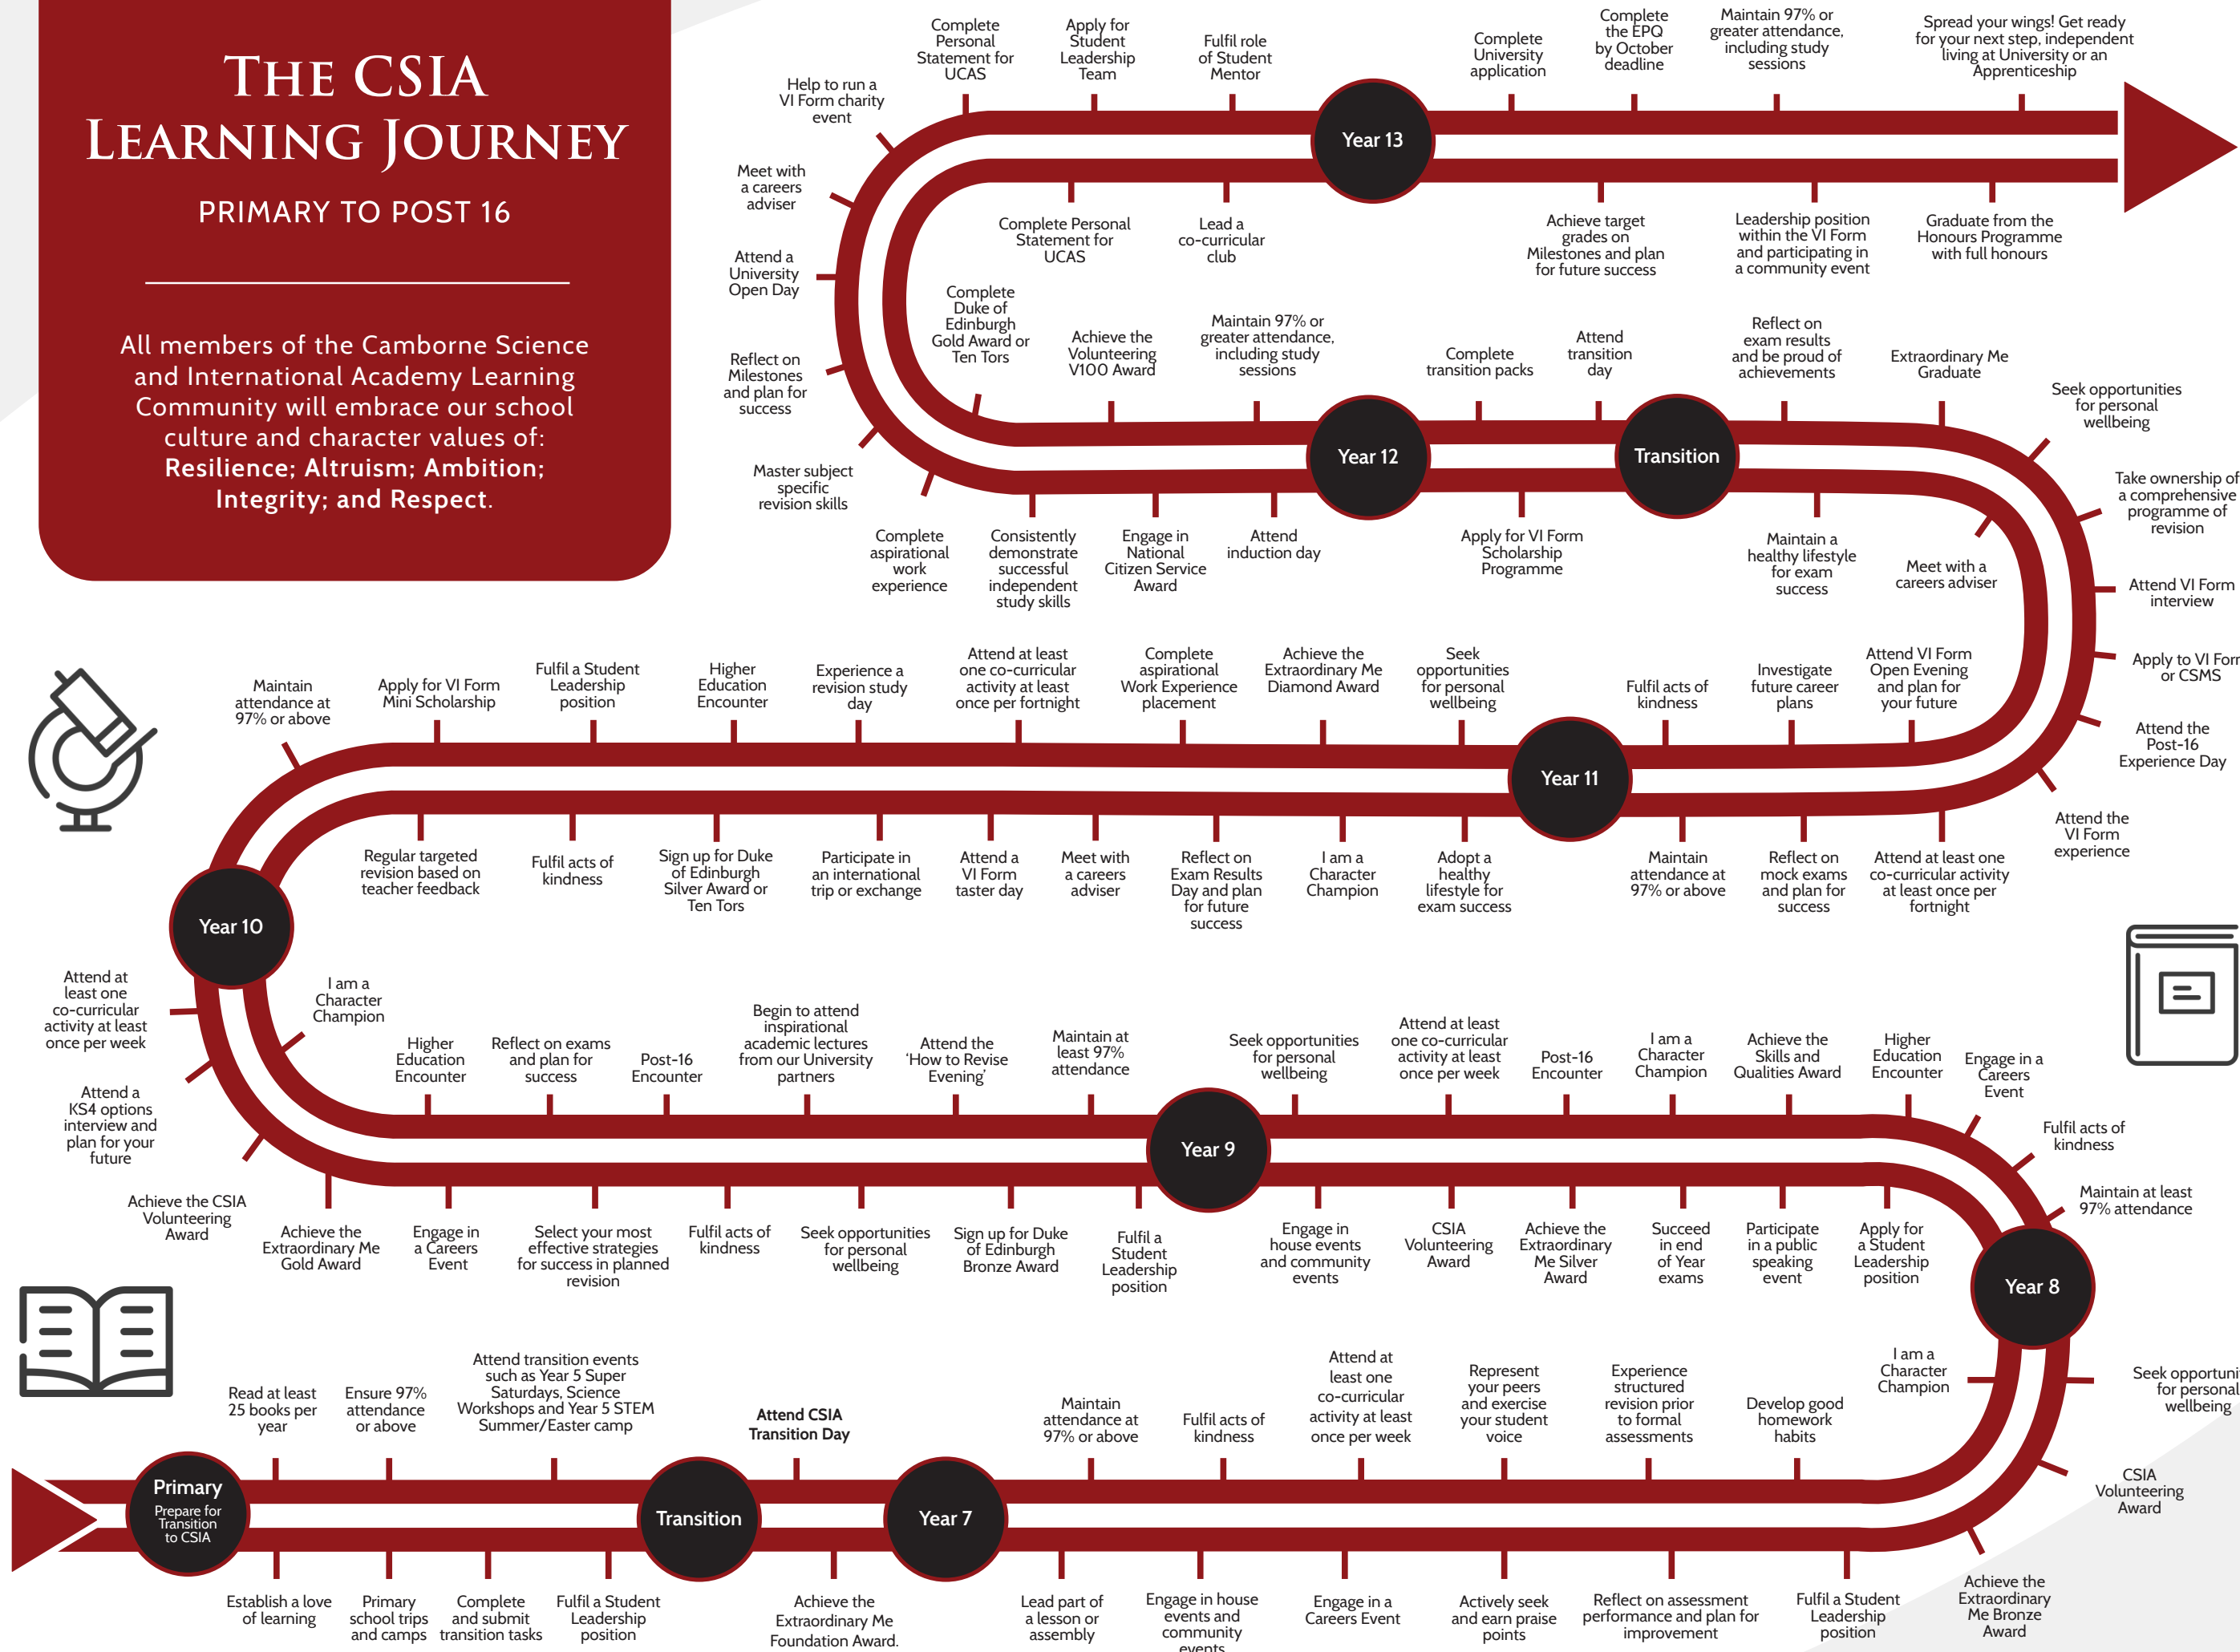 THE CSIA
LEARNING JOURNEY
PRIMARY TO POST 16
All members of the Camborne Science
and International Academy Learning
Community will embrace our school
culture and character values of:
Resilience; Altruism; Ambition;
Integrity; and Respect.
Help to run a
VI Form charity
event
Complete
Personal
Statement for
UCAS
Apply for
Student
Leadership
Team
Fulfil role
of Student
Mentor
Year 13
Complete
University
application
Complete
the EPQ
by October
deadline
Maintain 97% or
greater attendance,
including study
sessions
Spread your wings! Get ready
for your next step, independent
living at University or an
Apprenticeship
Meet with
a careers
adviser
Attend a
University
Open Day
Reflect on
Milestones
and plan for
success
Master subject
specific
revision skills
Complete Personal
Statement for
UCAS
Lead a
co-curricular
club
Achieve target
grades on
Milestones and plan
for future success
Leadership position
within the VI Form
and participating in
a community event
Graduate from the
Honours Programme
with full honours
Complete
Duke of
Edinburgh
Gold Award or
Ten Tors
Achieve the
Volunteering
V100 Award
Maintain 97% or
greater attendance,
including study
sessions
Year 12
Complete
transition packs
Attend
transition
day
Transition
Reflect on
exam results
and be proud of
achievements
Extraordinary Me
Graduate
Seek opportunities
for personal
wellbeing
Take ownership of
a comprehensive
programme of
revision
Attend VI Form
interview
Apply to VI For
or CSMS
Attend the
Post-16
Experience Day
Attend the
VI Form
experience
Complete
aspirational
work
experience
Consistently
demonstrate
successful
independent
study skills
Engage in
National
Citizen Service
Award
Attend
induction day
Apply for VI Form
Scholarship
Programme
Maintain a
healthy lifestyle
for exam
success
Meet with a
careers adviser
Maintain
attendance at
97% or above
Apply for VI Form
Mini Scholarship
Fulfil a Student
Leadership
position
Higher
Education
Encounter
Experience a
revision study
day
Attend at least
one co-curricular
activity at least
once per fortnight
Complete
aspirational
Work Experience
placement
Achieve the
Extraordinary Me
Diamond Award
Seek
opportunities
for personal
wellbeing
Year 11
Fulfil acts of
kindness
Investigate
future career
plans
Attend VI Form
Open Evening
and plan for
your future
Regular targeted
revision based on
teacher feedback
Fulfil acts of
kindness
Sign up for Duke
of Edinburgh
Silver Award or
Ten Tors
Participate in
an international
trip or exchange
Attend a
VI Form
taster day
Meet with
a careers
adviser
Reflect on
Exam Results
Day and plan
for future
success
I am a
Character
Champion
Adopt a
healthy
lifestyle for
exam success
Maintain
attendance at
97% or above
Reflect on
mock exams
and plan for
success
Attend at least one
co-curricular activity
at least once per
fortnight
Year 10
Attend at
least one
co-curricular
activity at least
once per week
I am a
Character
Champion
Attend a
KS4 options
interview and
plan for your
future
Achieve the CSIA
Volunteering
Award
Higher
Education
Encounter
Reflect on exams
and plan for
success
Post-16
Encounter
Begin to attend
inspirational
academic lectures
from our University
partners
Attend the
‘How to Revise
Evening’
Maintain at
least 97%
attendance
Year 9
Seek opportunities
for personal
wellbeing
Attend at least
one co-curricular
activity at least
once per week
Post-16
Encounter
I am a
Character
Champion
Achieve the
Skills and
Qualities Award
Higher
Education
Encounter
Engage in a
Careers
Event
Fulfil acts of
kindness
Maintain at least
97% attendance
Achieve the
Extraordinary Me
Gold Award
Engage in
a Careers
Event
Select your most
effective strategies
for success in planned
revision
Fulfil acts of
kindness
Seek opportunities
for personal
wellbeing
Sign up for Duke
of Edinburgh
Bronze Award
Fulfil a
Student
Leadership
position
Engage in
house events
and community
events
CSIA
Volunteering
Award
Achieve the
Extraordinary
Me Silver
Award
Succeed
in end
of Year
exams
Participate
in a public
speaking
event
Apply for
a Student
Leadership
position
Year 8
I am a
Character
Champion
Seek opportuni
for personal
wellbeing
CSIA
Volunteering
Award
Achieve the
Extraordinary
Me Bronze
Award
Primary
Prepare for
Transition
to CSIA
Read at least
25 books per
year
Ensure 97%
attendance
or above
Attend transition events
such as Year 5 Super
Saturdays, Science
Workshops and Year 5 STEM
Summer/Easter camp
Transition
Attend CSIA
Transition Day
Year 7
Maintain
attendance at
97% or above
Fulfil acts of
kindness
Attend at
least one
co-curricular
activity at least
once per week
Represent
your peers
and exercise
your student
voice
Experience
structured
revision prior
to formal
assessments
Develop good
homework
habits
Establish a love
of learning
Primary
school trips
and camps
Complete
and submit
transition tasks
Fulfil a Student
Leadership
position
Achieve the
Extraordinary Me
Foundation Award.
Lead part of
a lesson or
assembly
Engage in house
events and
community
events
Engage in a
Careers Event
Actively seek
and earn praise
points
Reflect on assessment
performance and plan for
improvement
Fulfil a Student
Leadership
position